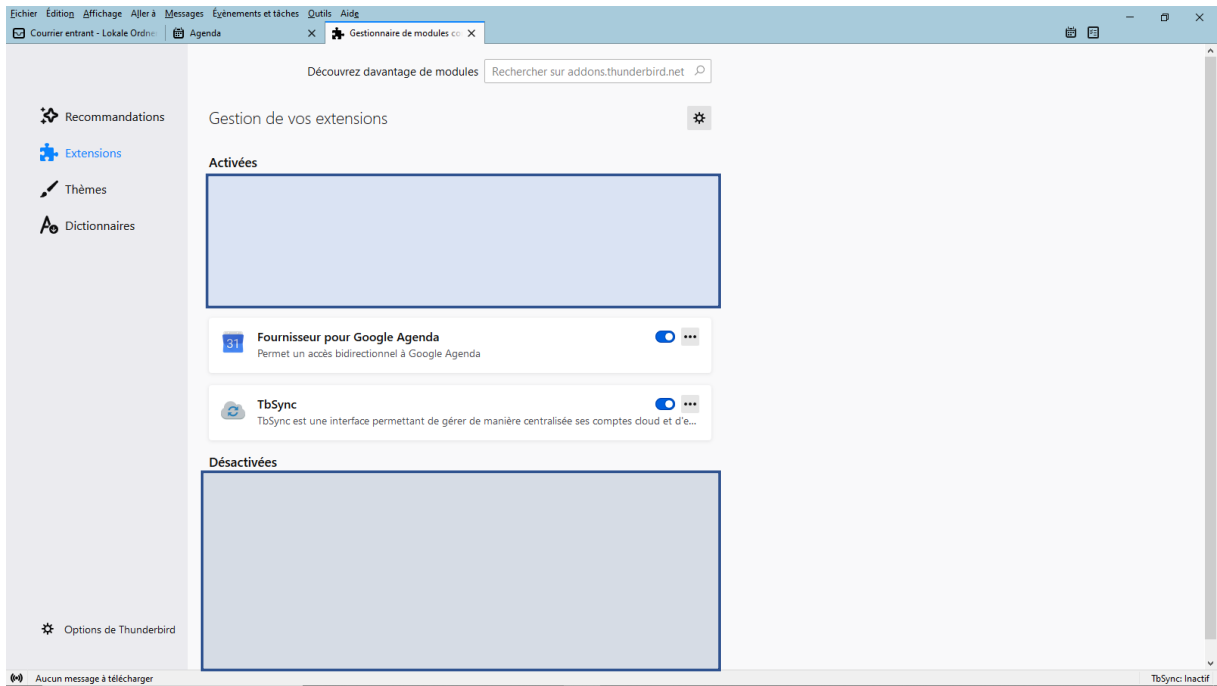 Fichier Édition Affichage Aller à Messages Évènements et tâches Outils Aide
Courrier entrant - Lokale Ordne Agenda Gestionnaire de modules co
Découvrez davantage de modules Rechercher sur addons.thunderbird.net
Recommandations
Extensions
Thèmes
Dictionnaires
Options de Thunderbird
Gestion de vos extensions
Activées
31
Fournisseur pour Google Agenda
Permet un accès bidirectionnel à Google Agenda
TbSync
TbSync est une interface permettant de gérer de manière centralisée ses comptes cloud et d'e...
Désactivées
Aucun message à télécharger TbSync: Inactif